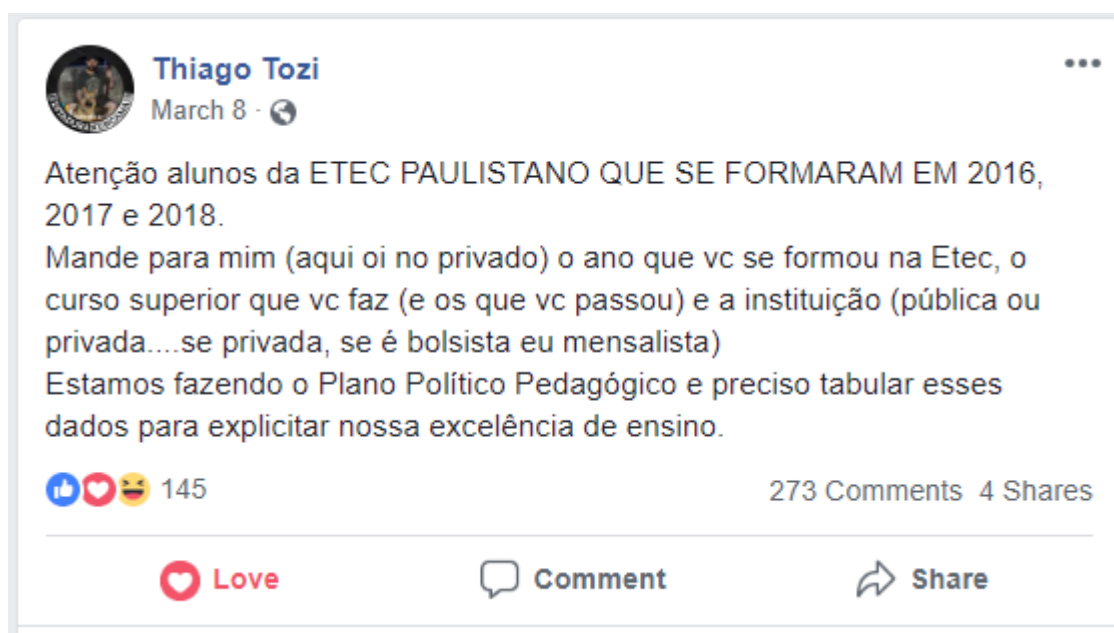 Thiago Tozi
March 8 ·
Atenção alunos da ETEC PAULISTANO QUE SE FORMARAM EM 2016,
2017 e 2018.
Mande para mim (aqui oi no privado) o ano que vc se formou na Etec, o
curso superior que vc faz (e os que vc passou) e a instituição (pública ou
privada....se privada, se é bolsista eu mensalista)
Estamos fazendo o Plano Político Pedagógico e preciso tabular esses
dados para explicitar nossa excelência de ensino.
145 273 Comments 4 Shares
Love Comment Share